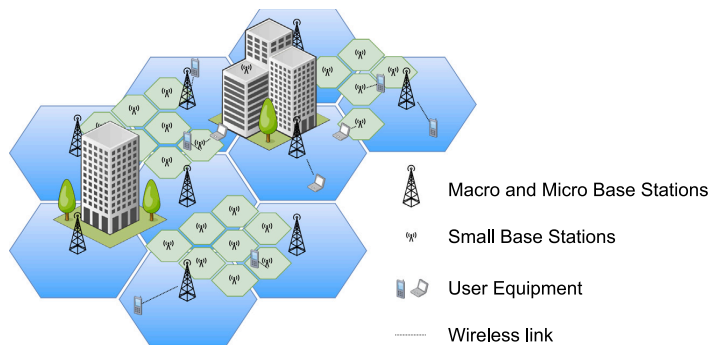 Macro and Micro Base Stations
Small Base Stations
User Equipment
Wireless link